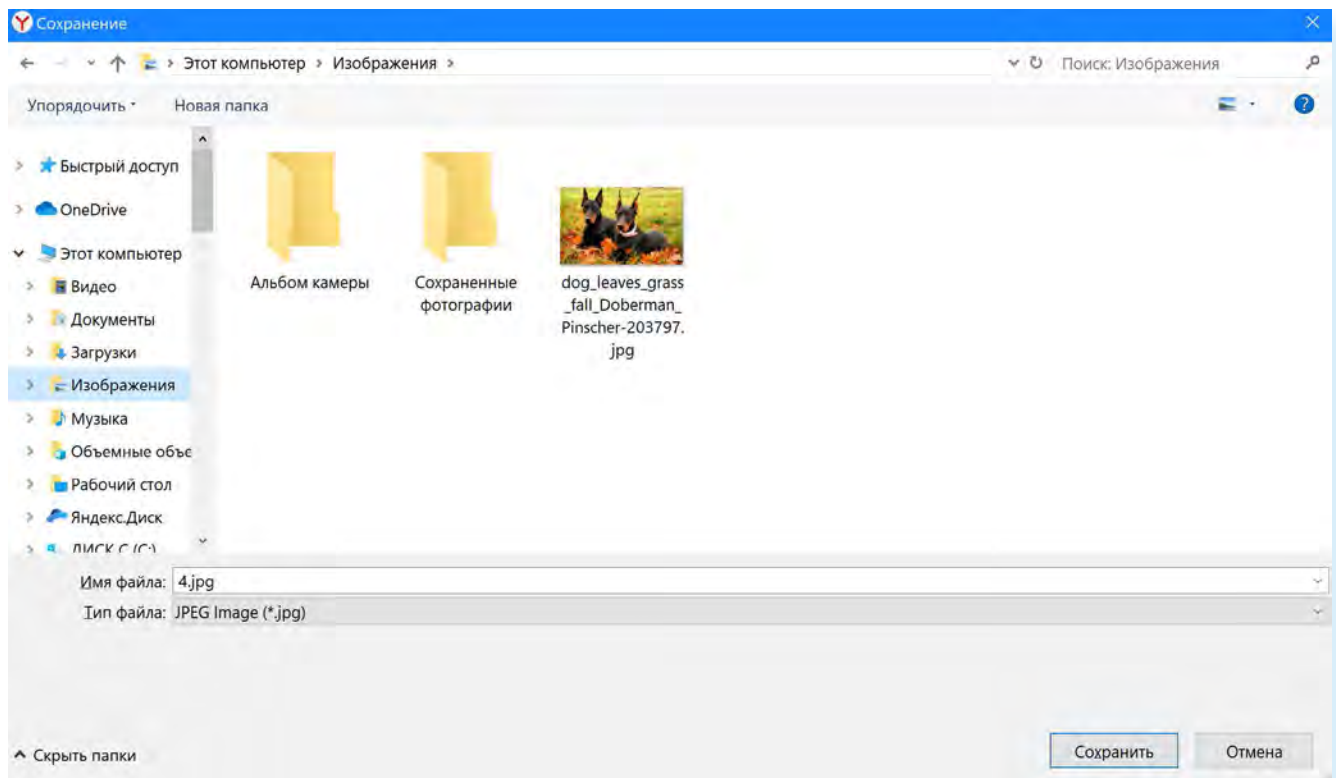 Сохранение
Этот компьютер › Изображения ›
Поиск: Изображения
Упорядочить
Новая папка
Быстрый доступ
OneDrive
Этот компьютер
Видео
Документы
Загрузки
Изображения
Музыка
Объемные объе
Рабочий стол
Яндекс.Диск
ДИСК C (C:)
Альбом камеры
Сохраненные
фотографии
dog_leaves_grass
_fall_Doberman_
Pinscher-203797.
jpg
Имя файла: 4.jpg
Тип файла: JPEG Image (*.jpg)
Скрыть папки
Сохранить
Отмена